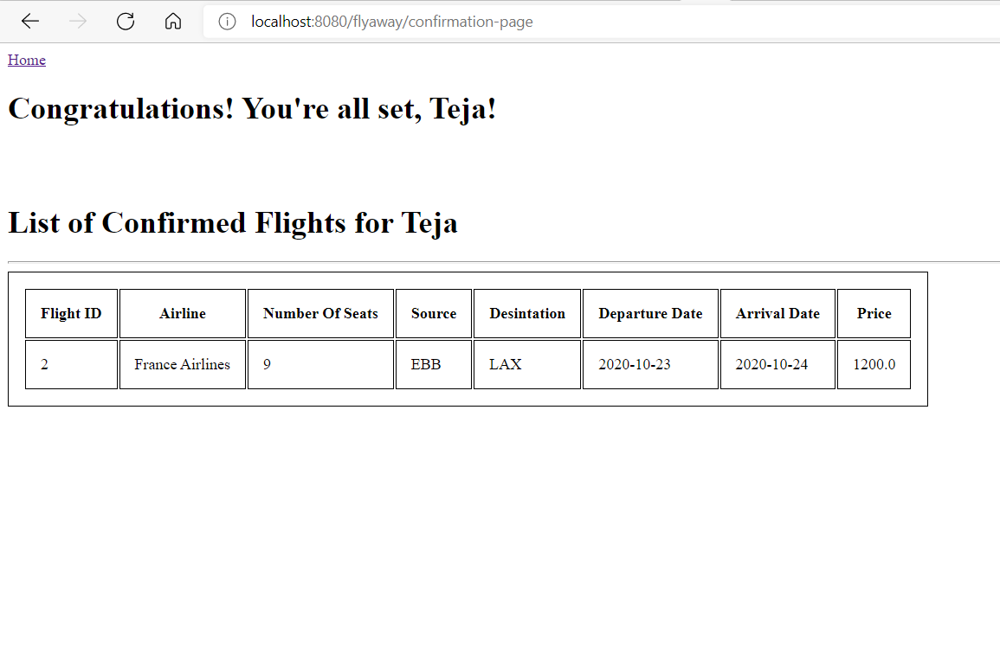 localhost:8080/flyaway/confirmation-page
Home
Congratulations! You're all set, Teja!
List of Confirmed Flights for Teja
Flight ID Airline Number Of Seats Source Desintation Departure Date Arrival Date Price
2 France Airlines 9 EBB LAX 2020-10-23 2020-10-24 1200.0